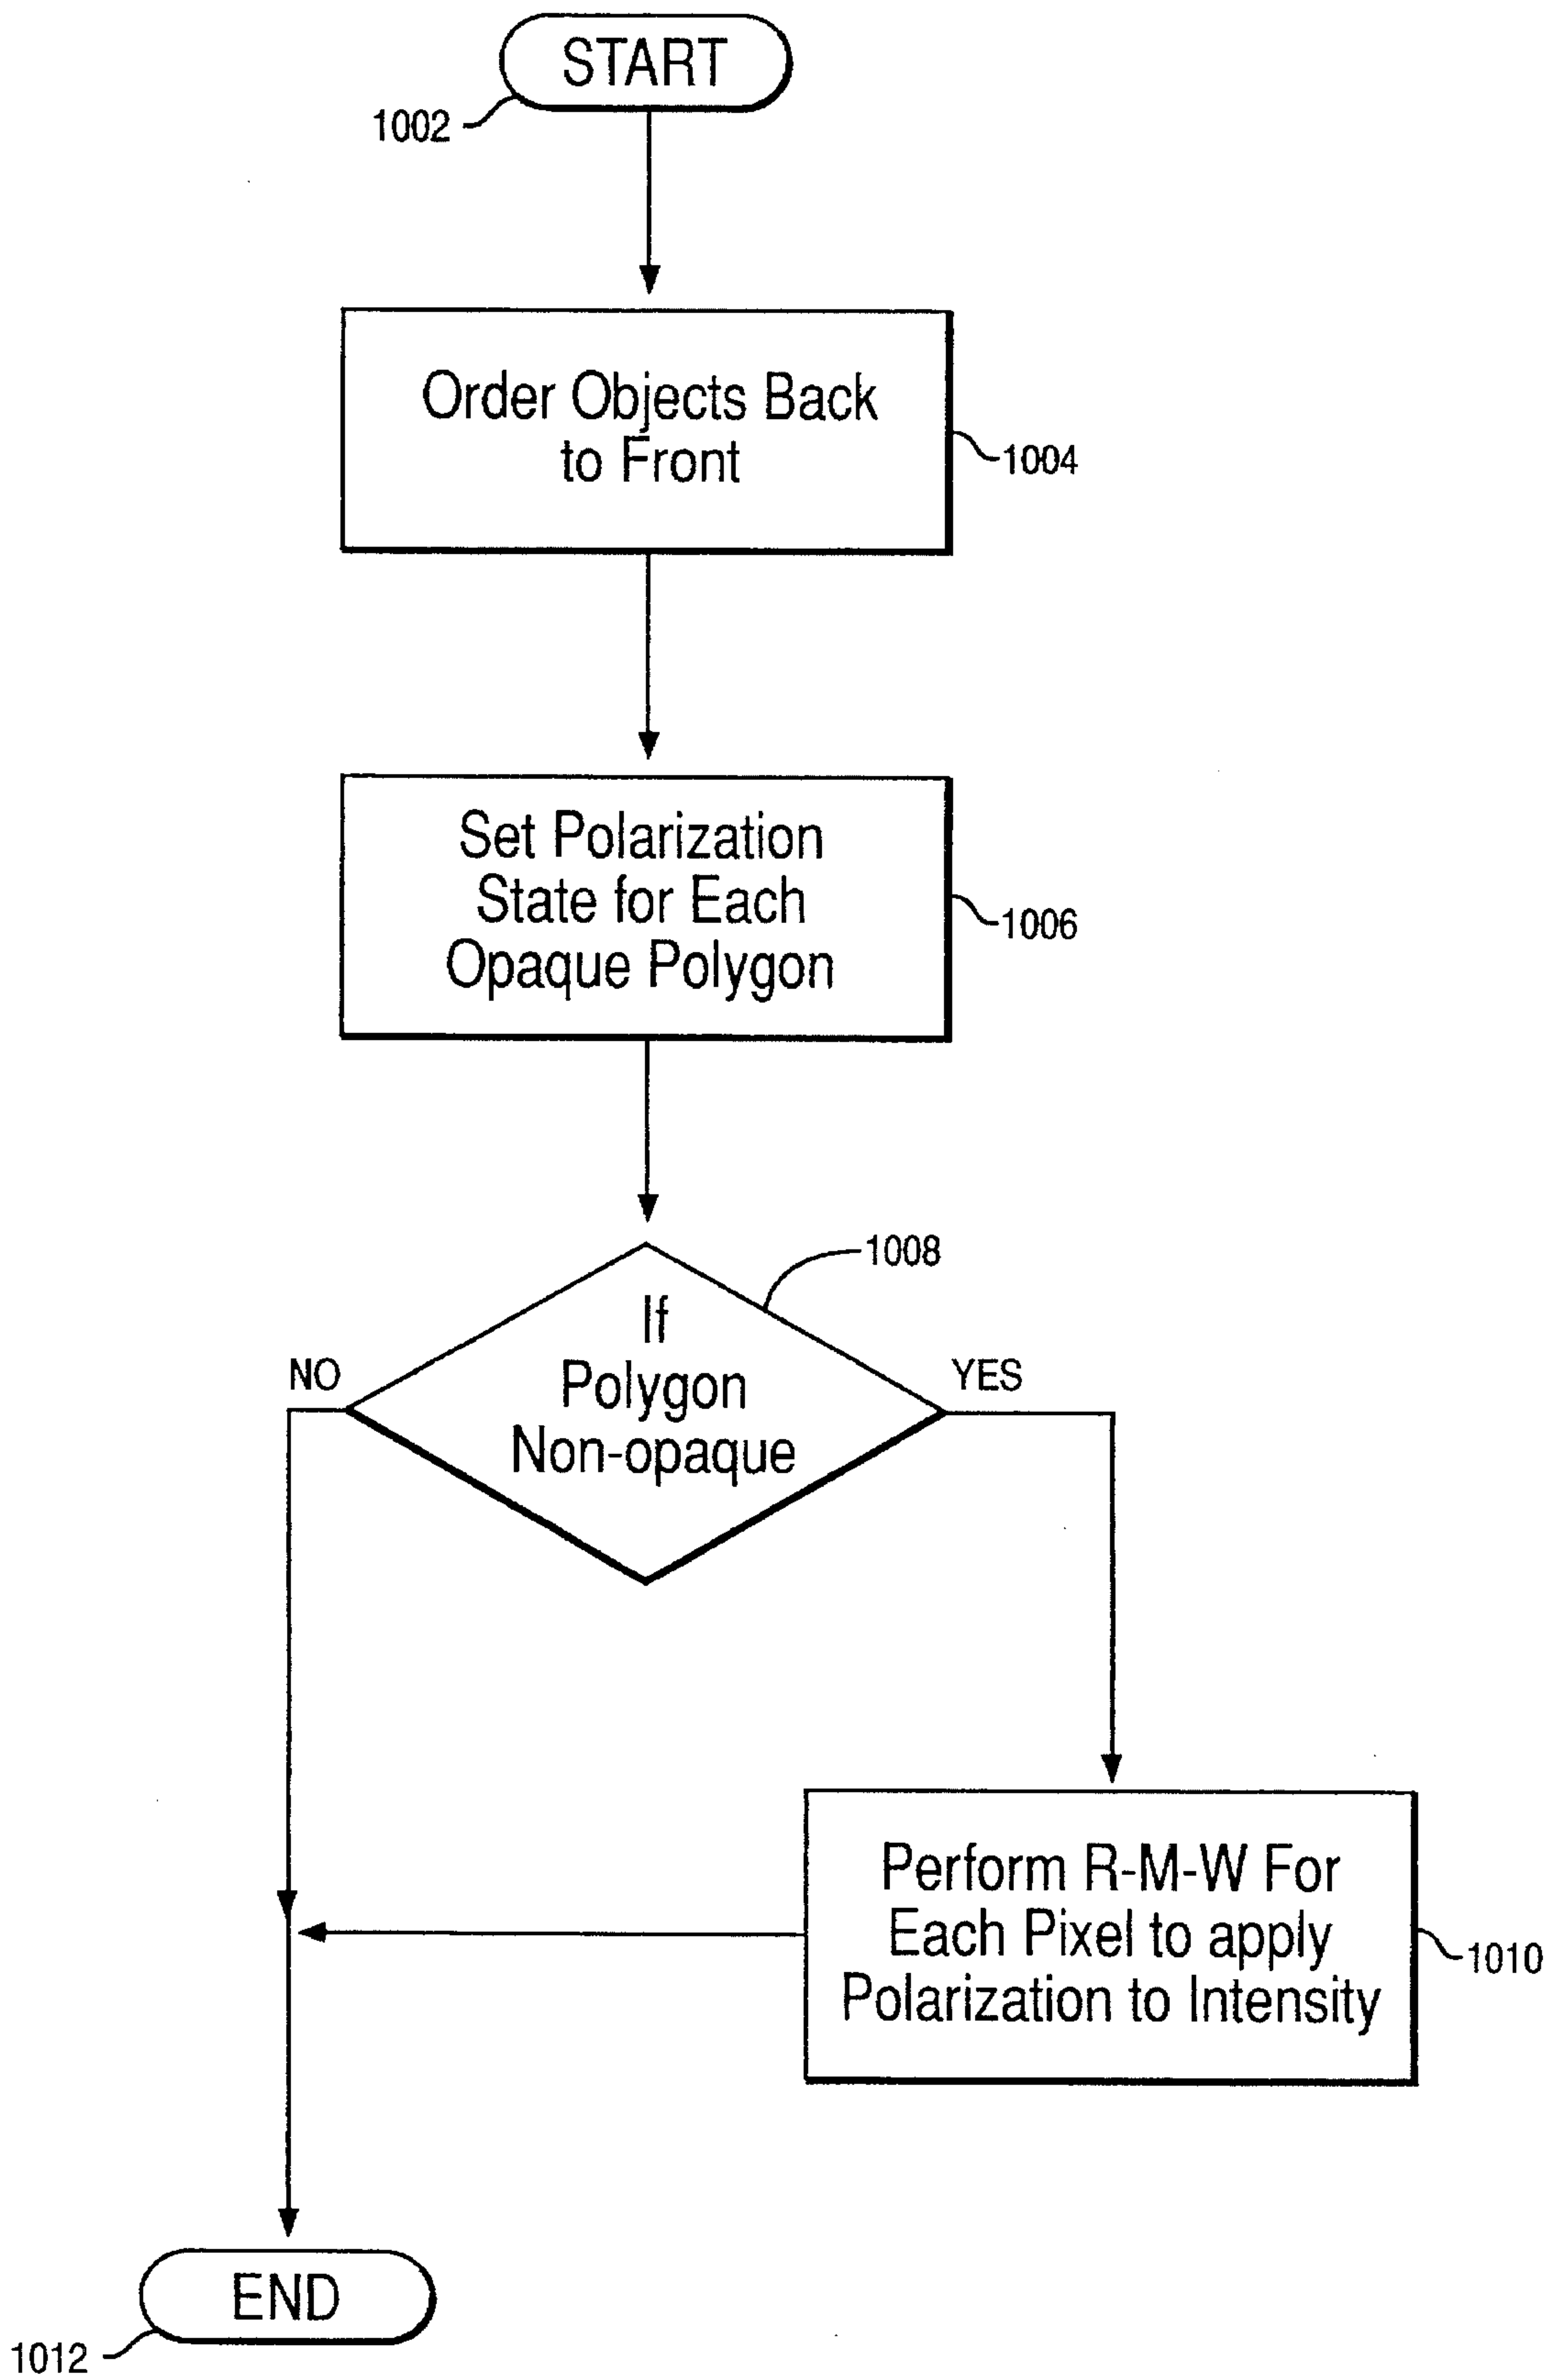 START
1002
Order Objects Back
to Front
1004
Set Polarization
State for Each
Opaque Polygon
1006
1008
If
Polygon
Non-opaque
NO
YES
Perform R-M-W For
Each Pixel to apply
Polarization to Intensity
1010
END
1012